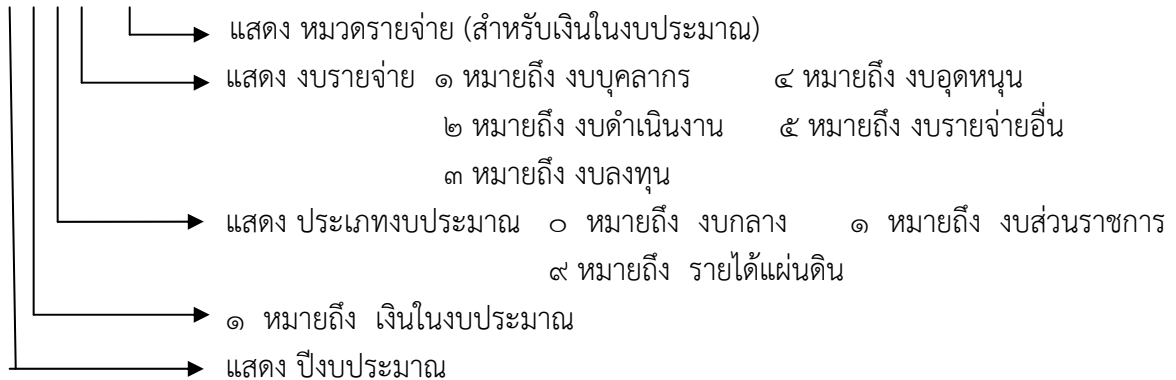 แสดง หมวดรายจ่าย (สำหรับเงินในงบประมาณ)
แสดง งบรายจ่าย ๑ หมายถึง งบบุคลากร ๔ หมายถึง งบอุดหนุน
๒ หมายถึง งบดำเนินงาน ๕ หมายถึง งบรายจ่ายอื่น
๓ หมายถึง งบลงทุน
แสดง ประเภทงบประมาณ ๐ หมายถึง งบกลาง ๑ หมายถึง งบส่วนราชการ
๙ หมายถึง รายได้แผ่นดิน
๑ หมายถึง เงินในงบประมาณ
แสดง ปีงบประมาณ